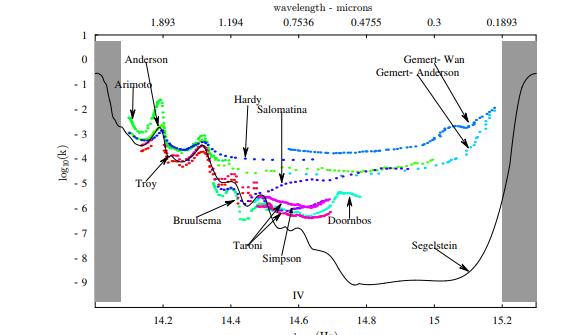 wavelength - microns
1.893 1.194 0.7536 0.4755 0.3 0.1893
1
0
- 1
- 2
- 3
- 4
- 5
- 6
- 7
- 8
- 9
log₁₀(k)
Anderson
Arimoto
Hardy
Salomatina
Gemert- Wan
Gemert- Anderson
Troy
Bruulsema
Taroni
Simpson
Doornbos
Segelstein
IV
14.2 14.4 14.6 14.8 15 15.2